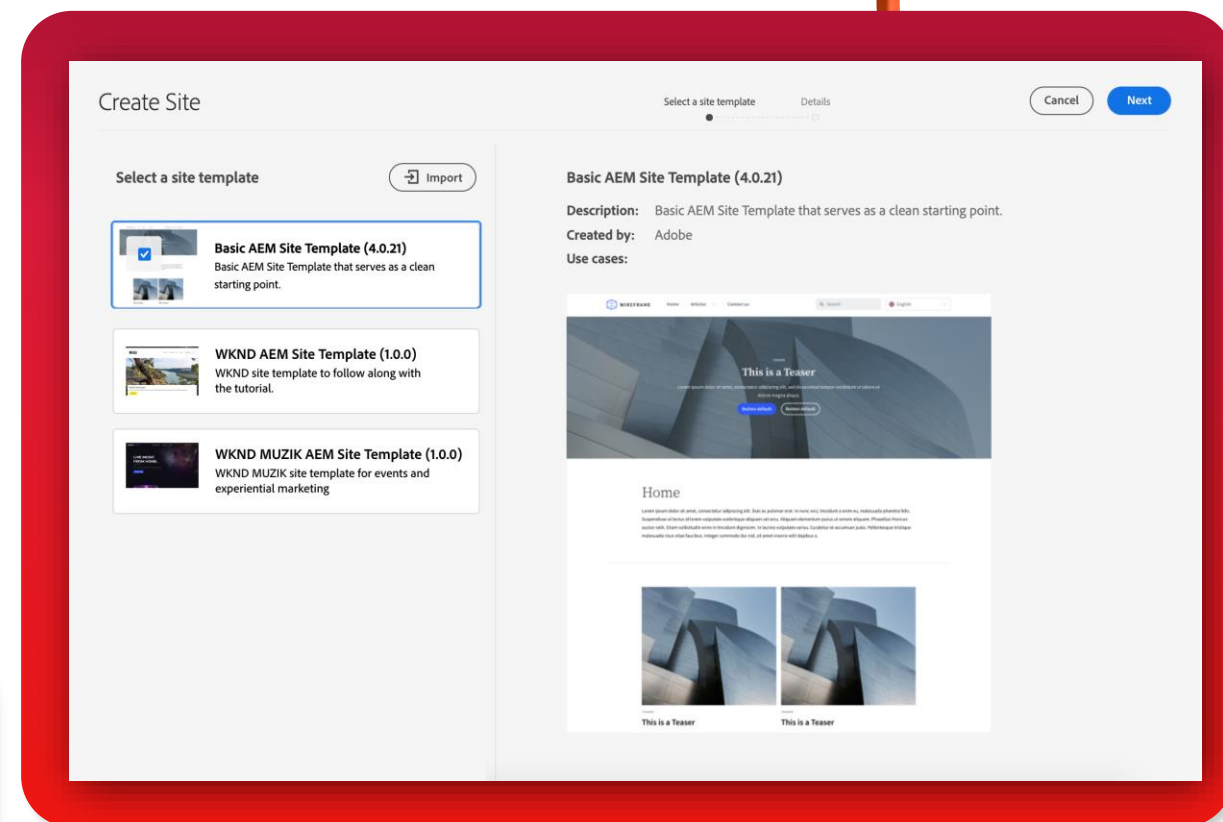 Create Site
Select a site template
Details
Cancel
Next
Select a site template
Import
Basic AEM Site Template (4.0.21)
Basic AEM Site Template that serves as a clean
starting point.
WKND AEM Site Template (1.0.0)
WKND site template to follow along with
the tutorial.
WKND MUZIK AEM Site Template (1.0.0)
WKND MUZIK site template for events and
experiential marketing
Basic AEM Site Template (4.0.21)
Description: Basic AEM Site Template that serves as a clean starting point.
Created by: Adobe
Use cases:
WIREFRAME Home Articles Contact us Search English
This is a Teaser
Button default Button default
Home
This is a Teaser
This is a Teaser